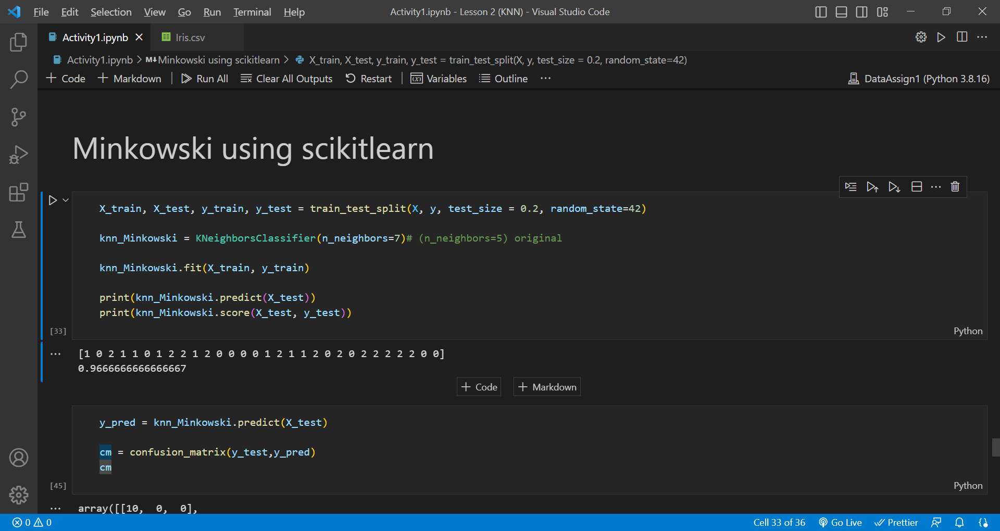 File Edit Selection View Go Run Terminal Help Activity1.ipynb - Lesson 2 (KNN) - Visual Studio Code
Activity1.ipynb Iris.csv
Activity1.ipynb > M↓Minkowski using scikitlearn > X_train, X_test, y_train, y_test = train_test_split(X, y, test_size = 0.2, random_state=42)
+ Code + Markdown | Run All Clear All Outputs Restart | (x) Variables Outline ··· DataAssign1 (Python 3.8.16)
Minkowski using scikitlearn
X_train, X_test, y_train, y_test = train_test_split(X, y, test_size = 0.2, random_state=42)
knn_Minkowski = KNeighborsClassifier(n_neighbors=7)# (n_neighbors=5) original
knn_Minkowski.fit(X_train, y_train)
print(knn_Minkowski.predict(X_test))
print(knn_Minkowski.score(X_test, y_test))
[33] Python
[1 0 2 1 1 0 1 2 2 1 2 0 0 0 0 1 2 1 1 2 0 2 0 2 2 2 2 2 0 0]
0.9666666666666667
+ Code + Markdown
y_pred = knn_Minkowski.predict(X_test)
cm = confusion_matrix(y_test,y_pred)
cm
[45] Python
array([[10,  0,  0],
0 0 Cell 33 of 36 Go Live Prettier